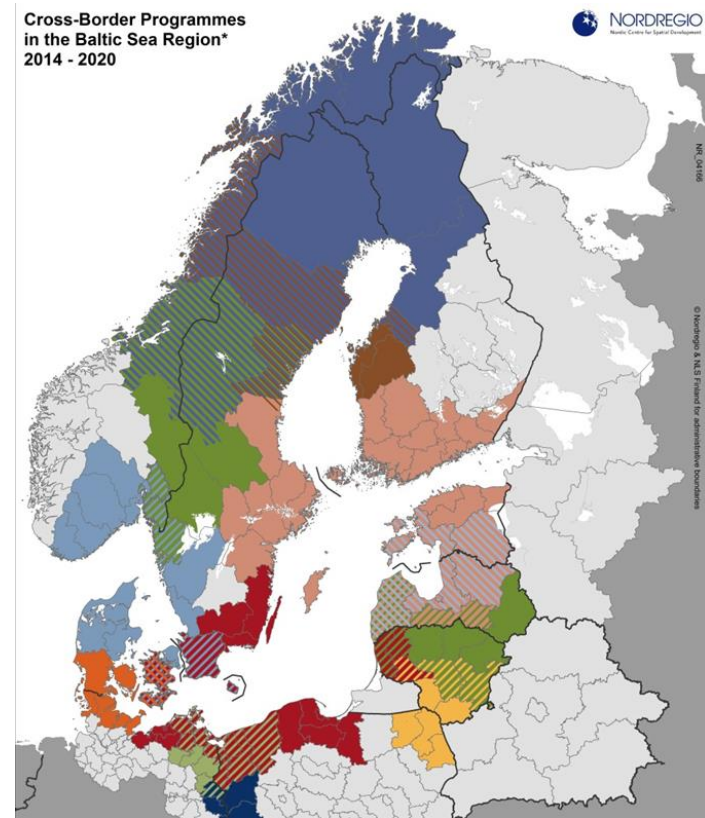 Cross-Border Programmes
in the Baltic Sea Region*
2014 - 2020
NORDREGIO
Nordic Centre for Spatial Development
NR_04166
© Nordregio & NLS Finland for administrative boundaries